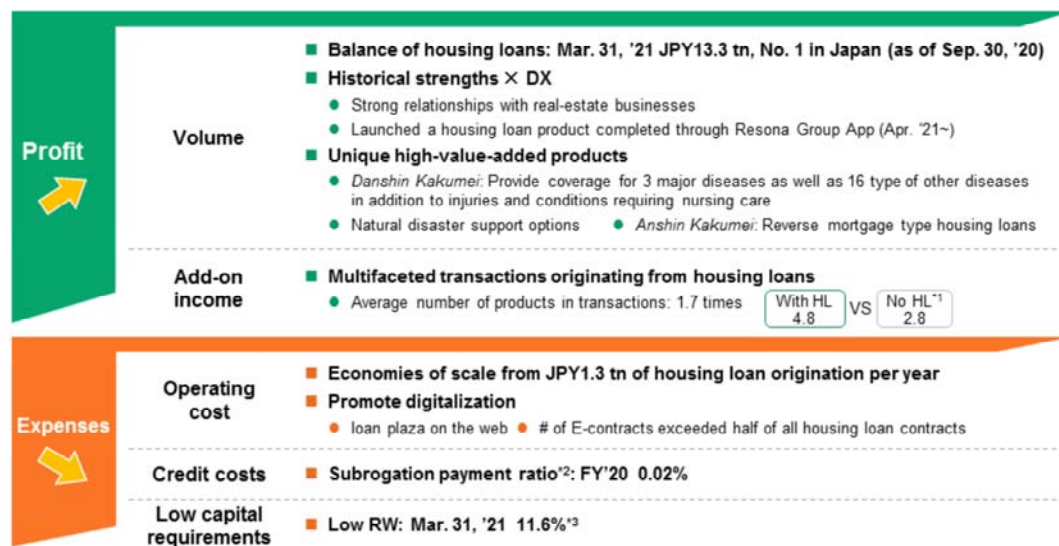 Profit
Volume
■ Balance of housing loans: Mar. 31, '21 JPY13.3 tn, No. 1 in Japan (as of Sep. 30, '20)
■ Historical strengths × DX
● Strong relationships with real-estate businesses
● Launched a housing loan product completed through Resona Group App (Apr. '21~)
■ Unique high-value-added products
● Danshin Kakumei: Provide coverage for 3 major diseases as well as 16 type of other diseases
in addition to injuries and conditions requiring nursing care
● Natural disaster support options ● Anshin Kakumei: Reverse mortgage type housing loans
Add-on
income
■ Multifaceted transactions originating from housing loans
● Average number of products in transactions: 1.7 times
With HL
4.8
VS
No HL*1
2.8
Expenses
Operating
cost
■ Economies of scale from JPY1.3 tn of housing loan origination per year
■ Promote digitalization
● loan plaza on the web ● # of E-contracts exceeded half of all housing loan contracts
Credit costs
■ Subrogation payment ratio*2: FY'20 0.02%
Low capital
requirements
■ Low RW: Mar. 31, '21 11.6%*3